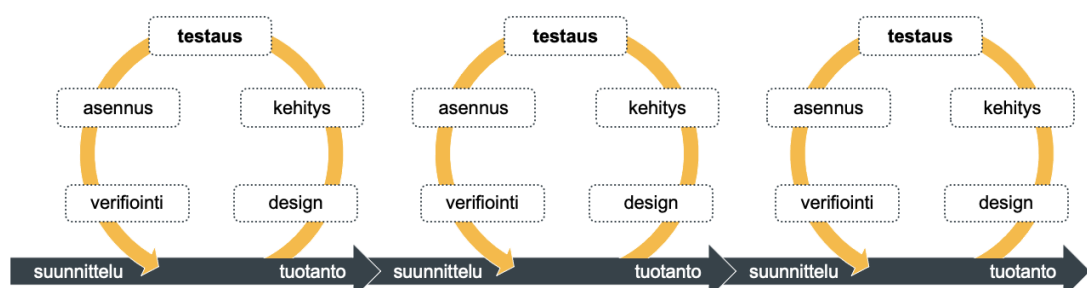 testaus
asennus
kehitys
verifiointi
design
suunnittelu
tuotanto
testaus
asennus
kehitys
verifiointi
design
suunnittelu
tuotanto
testaus
asennus
kehitys
verifiointi
design
suunnittelu
tuotanto